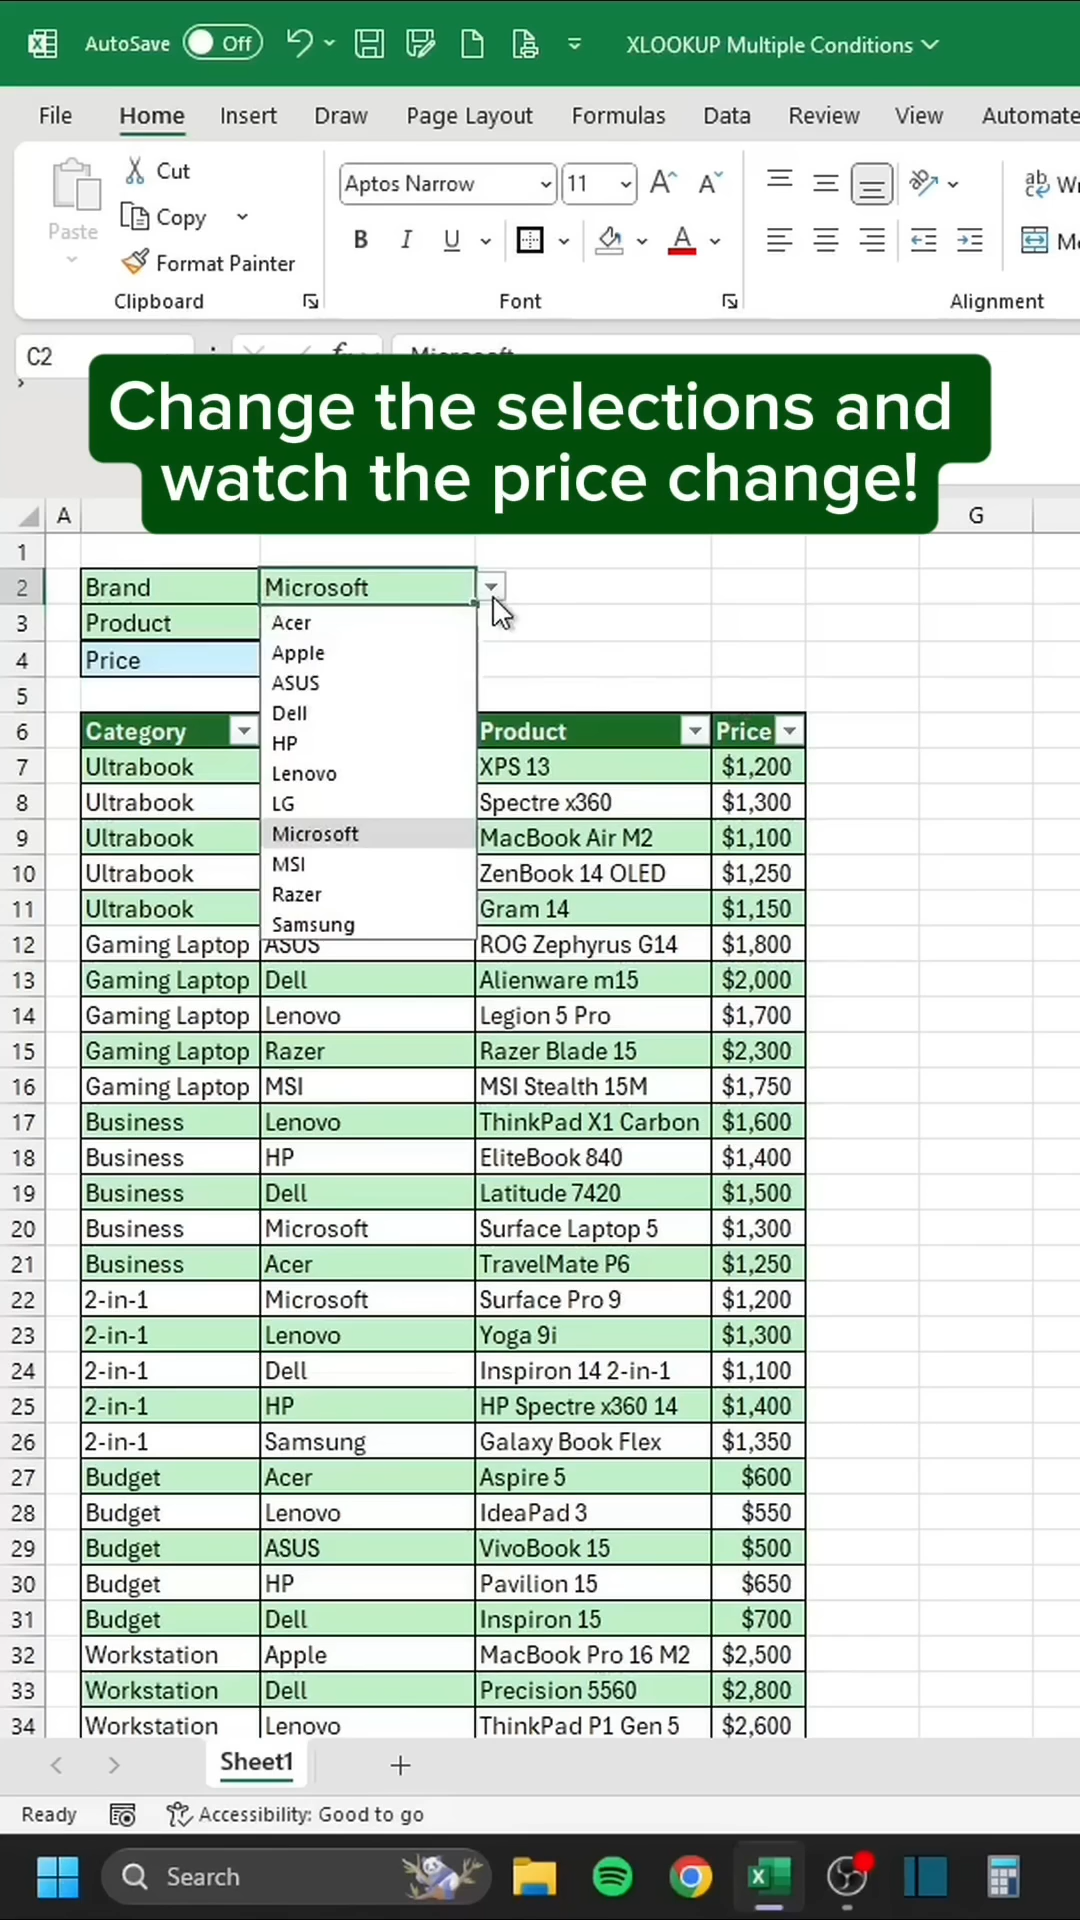 AutoSave Off XLOOKUP Multiple Conditions
File Home Insert Draw Page Layout Formulas Data Review View Automate
Paste
Cut
Copy
Format Painter
Clipboard
Aptos Narrow 11
B I U A
Font
ab
Alignment
C2
Microsoft
Change the selections and
watch the price change!
A G
1
2 Brand Microsoft
3 Product
4 Price
5
Acer
Apple
ASUS
Dell
HP
Lenovo
LG
Microsoft
MSI
Razer
Samsung
6 Category Product Price
7 Ultrabook XPS 13 $1,200
8 Ultrabook Spectre x360 $1,300
9 Ultrabook MacBook Air M2 $1,100
10 Ultrabook ZenBook 14 OLED $1,250
11 Ultrabook Gram 14 $1,150
12 Gaming Laptop ASUS ROG Zephyrus G14 $1,800
13 Gaming Laptop Dell Alienware m15 $2,000
14 Gaming Laptop Lenovo Legion 5 Pro $1,700
15 Gaming Laptop Razer Razer Blade 15 $2,300
16 Gaming Laptop MSI MSI Stealth 15M $1,750
17 Business Lenovo ThinkPad X1 Carbon $1,600
18 Business HP EliteBook 840 $1,400
19 Business Dell Latitude 7420 $1,500
20 Business Microsoft Surface Laptop 5 $1,300
21 Business Acer TravelMate P6 $1,250
22 2-in-1 Microsoft Surface Pro 9 $1,200
23 2-in-1 Lenovo Yoga 9i $1,300
24 2-in-1 Dell Inspiron 14 2-in-1 $1,100
25 2-in-1 HP HP Spectre x360 14 $1,400
26 2-in-1 Samsung Galaxy Book Flex $1,350
27 Budget Acer Aspire 5 $600
28 Budget Lenovo IdeaPad 3 $550
29 Budget ASUS VivoBook 15 $500
30 Budget HP Pavilion 15 $650
31 Budget Dell Inspiron 15 $700
32 Workstation Apple MacBook Pro 16 M2 $2,500
33 Workstation Dell Precision 5560 $2,800
34 Workstation Lenovo ThinkPad P1 Gen 5 $2,600
Sheet1
Ready Accessibility: Good to go
Search